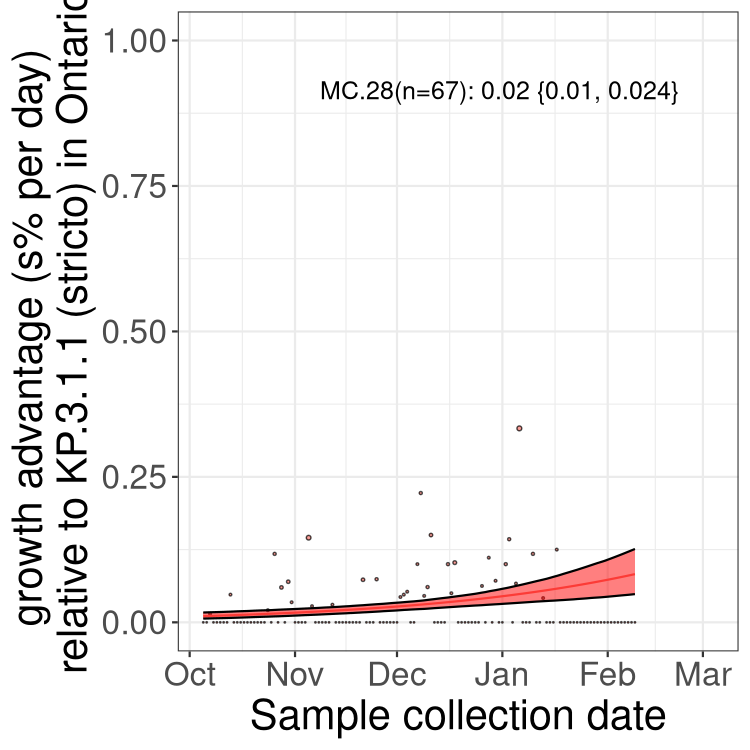 growth advantage (s% per day)
relative to KP.3.1.1 (stricto) in Ontario
1.00
0.75
0.50
0.25
0.00
MC.28(n=67): 0.02 {0.01, 0.024}
Oct Nov Dec Jan Feb Mar
Sample collection date